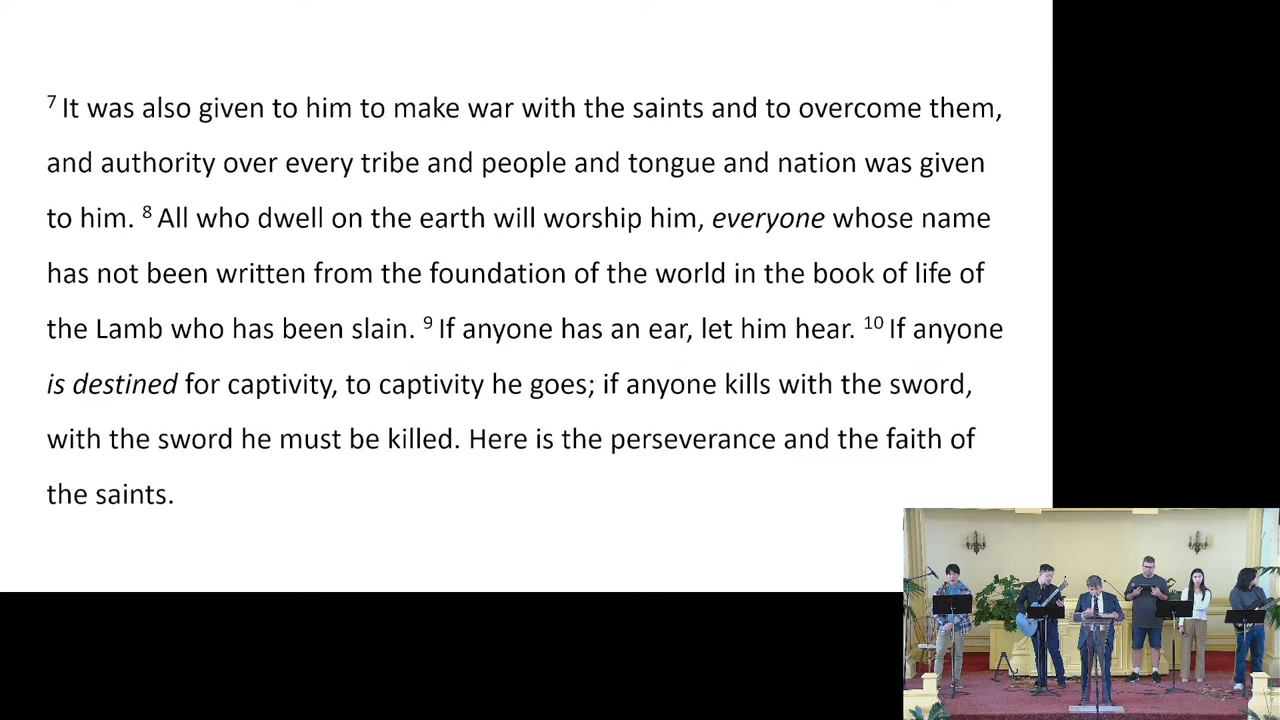 7 It was also given to him to make war with the saints and to overcome them,
and authority over every tribe and people and tongue and nation was given
to him. 8 All who dwell on the earth will worship him, everyone whose name
has not been written from the foundation of the world in the book of life of
the Lamb who has been slain. 9 If anyone has an ear, let him hear. 10 If anyone
is destined for captivity, to captivity he goes; if anyone kills with the sword,
with the sword he must be killed. Here is the perseverance and the faith of
the saints.